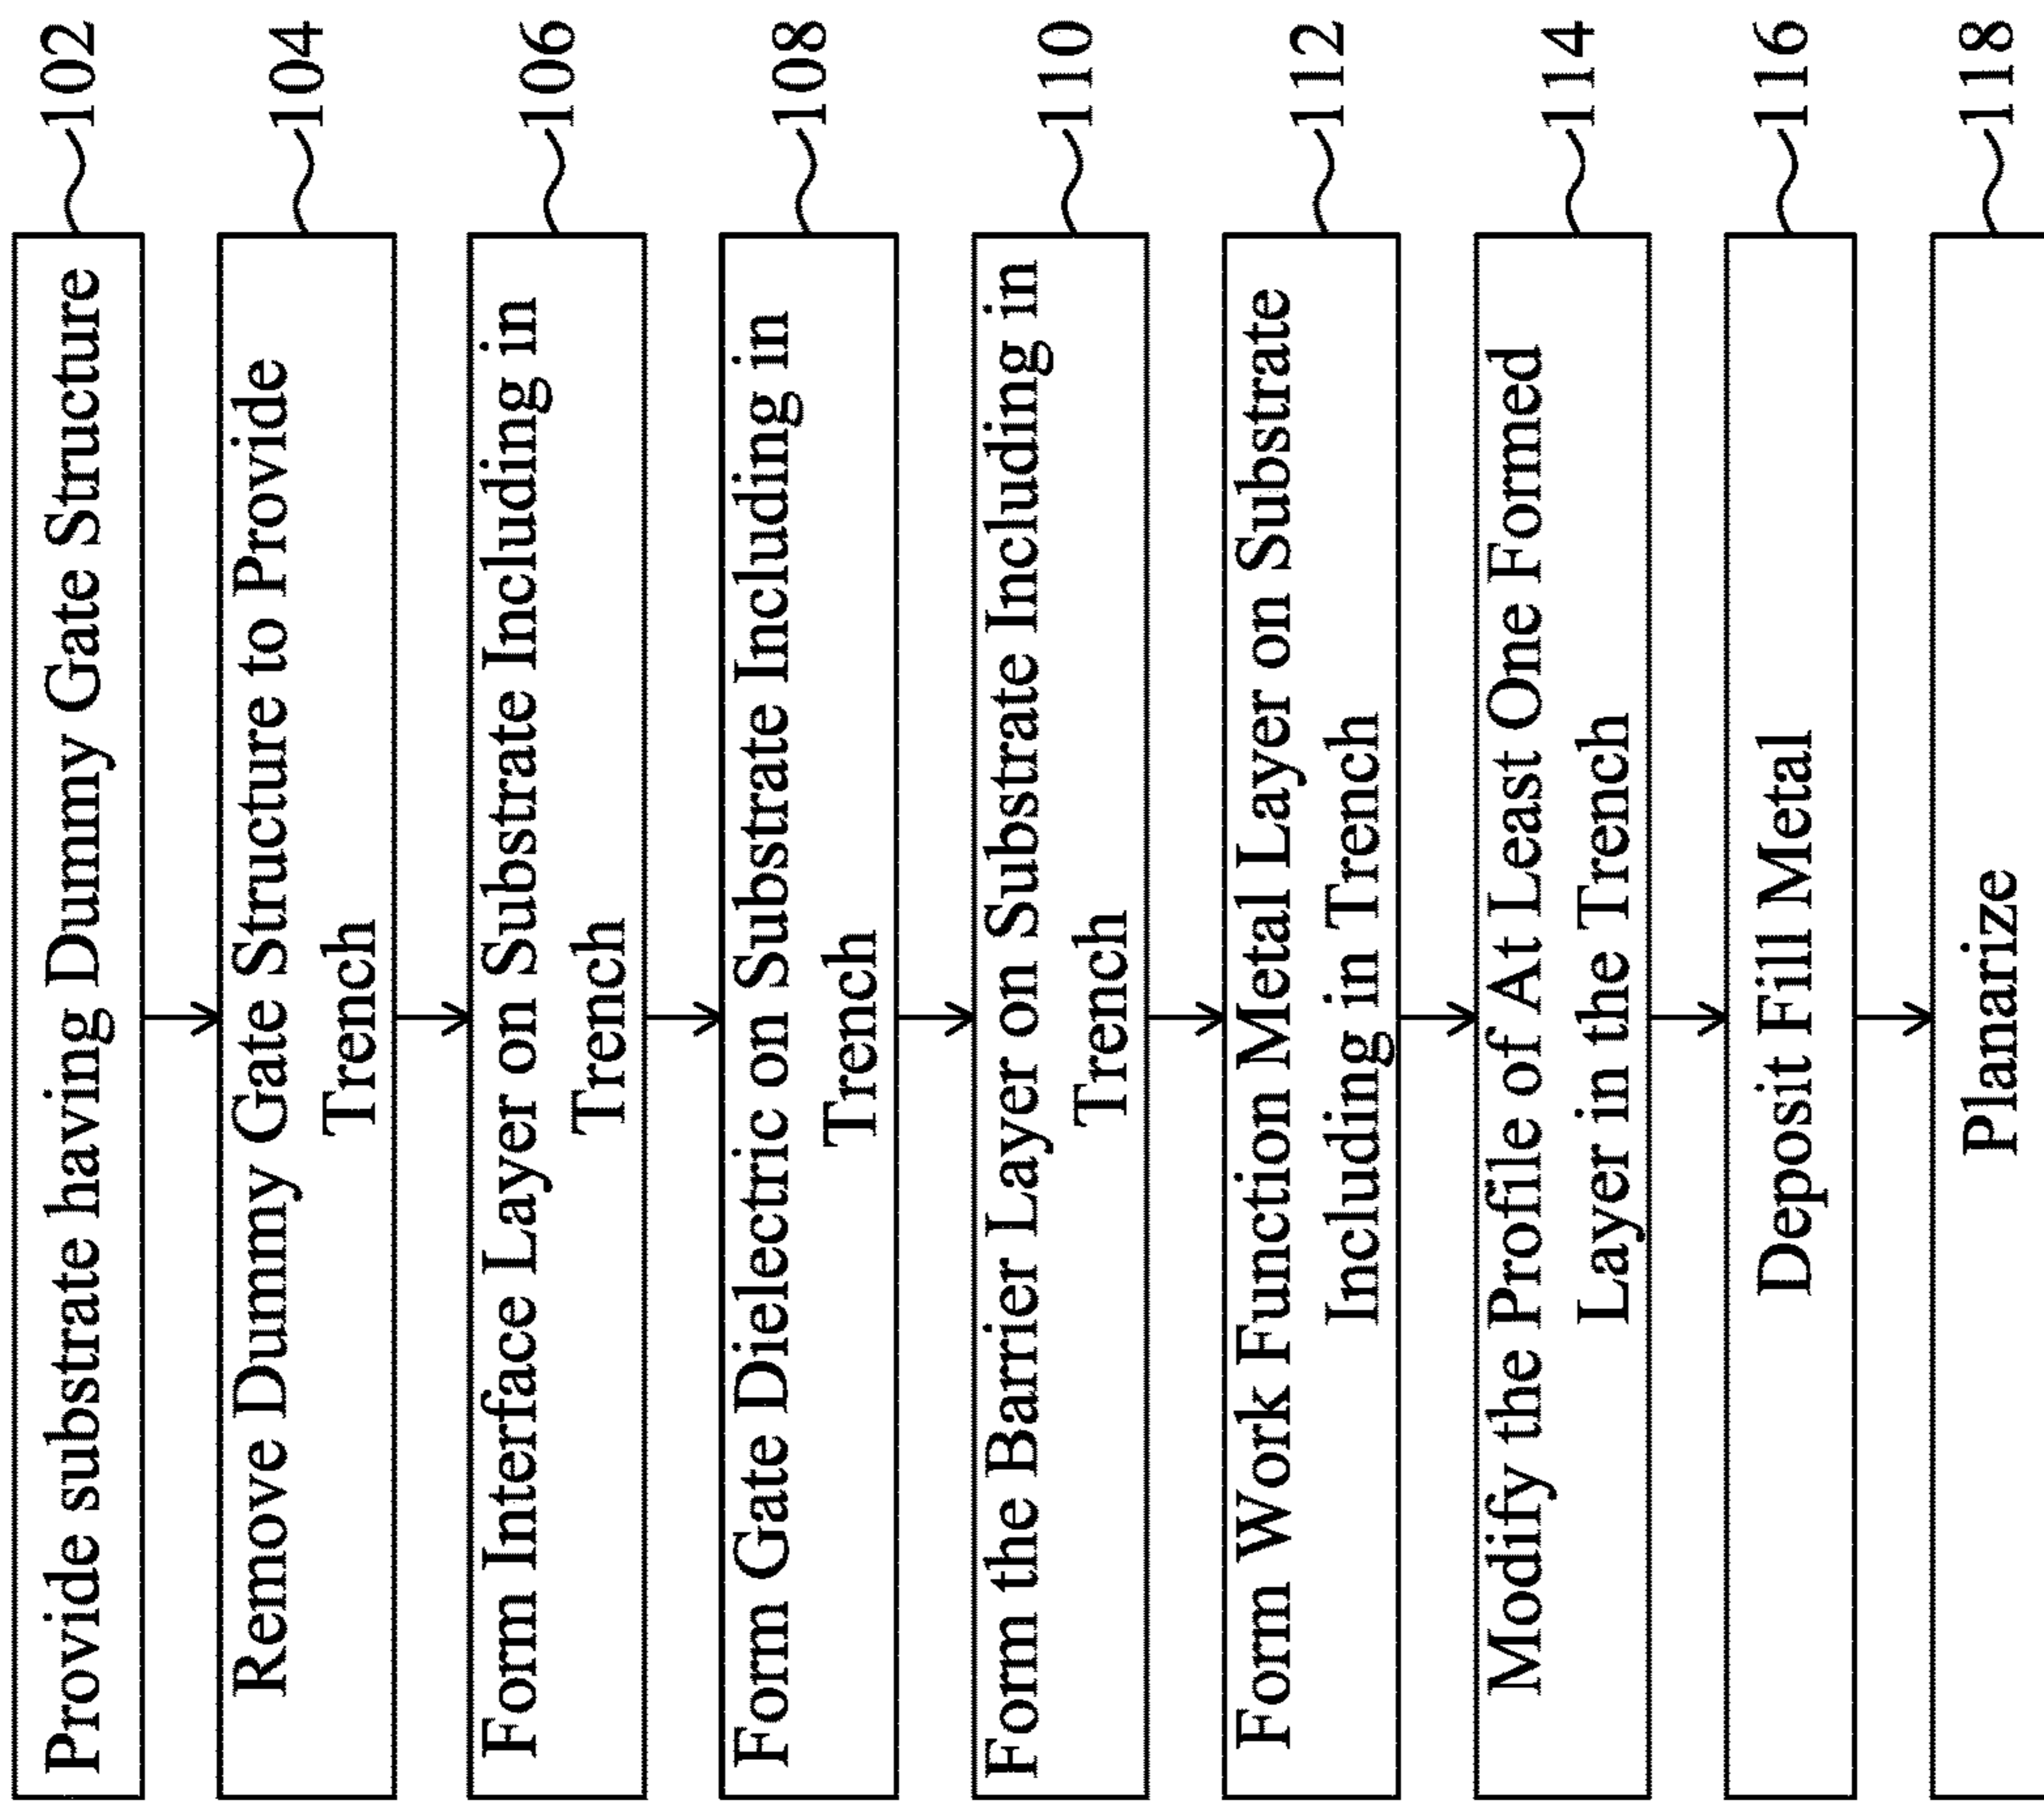 Provide substrate having Dummy Gate Structure
102
Remove Dummy Gate Structure to Provide
Trench
104
Form Interface Layer on Substrate Including in
Trench
106
Form Gate Dielectric on Substrate Including in
Trench
108
Form the Barrier Layer on Substrate Including in
Trench
110
Form Work Function Metal Layer on Substrate
Including in Trench
112
Modify the Profile of At Least One Formed
Layer in the Trench
114
Deposit Fill Metal
116
Planarize
118